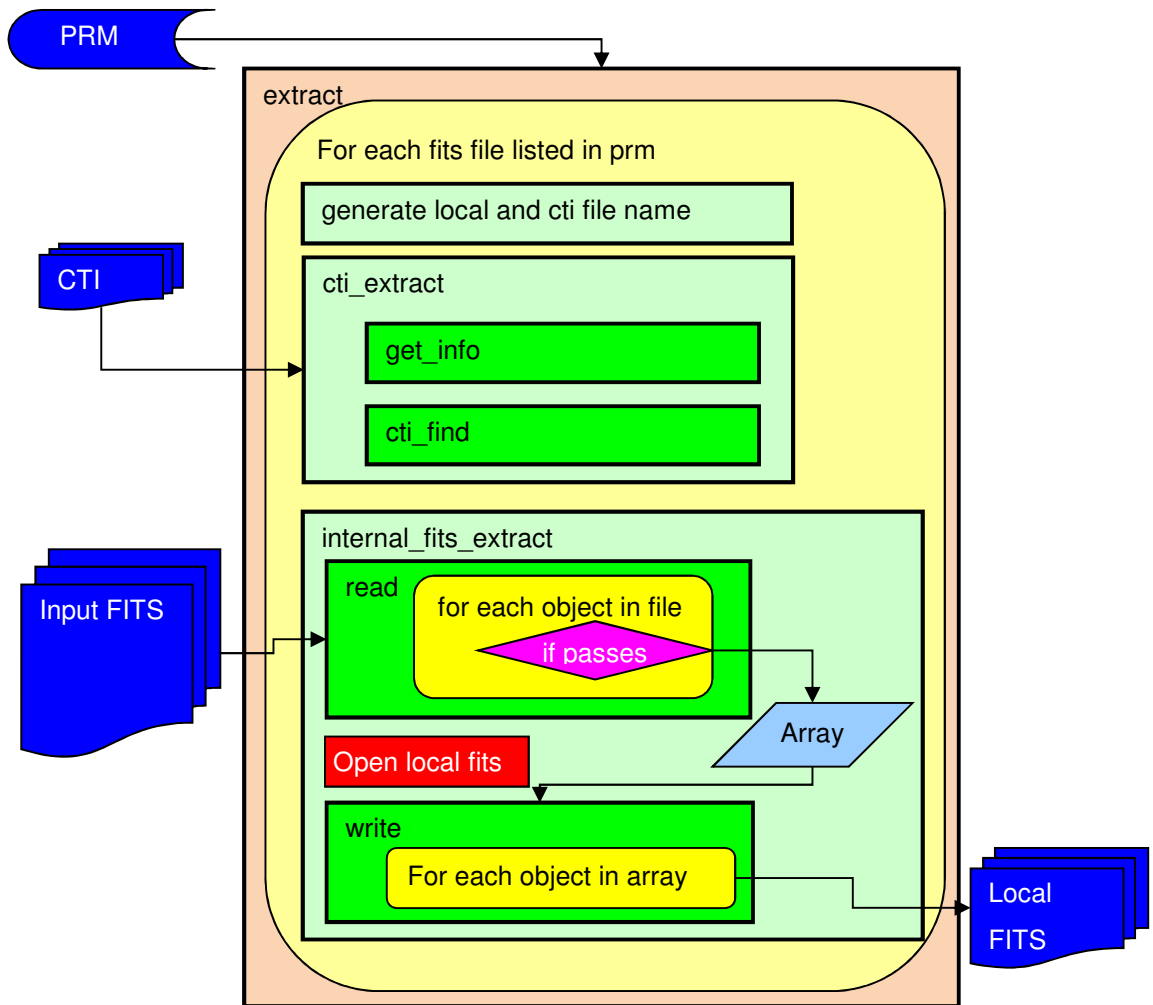 PRM
extract
For each fits file listed in prm
generate local and cti file name
CTI
cti_extract
get_info
cti_find
internal_fits_extract
read
for each object in file
if passes
Input FITS
Array
Open local fits
write
For each object in array
Local
FITS